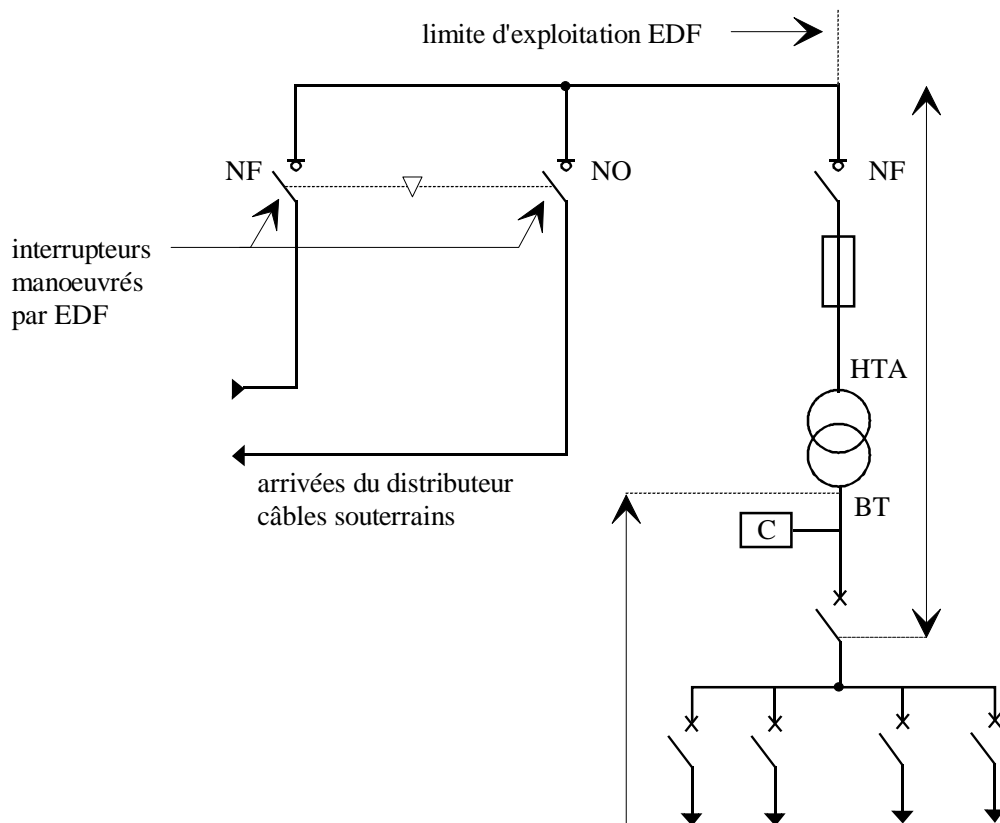 limite d'exploitation EDF
NF
NO
NF
interrupteurs
manoeuvrés
par EDF
HTA
arrivées du distributeur
câbles souterrains
BT
C